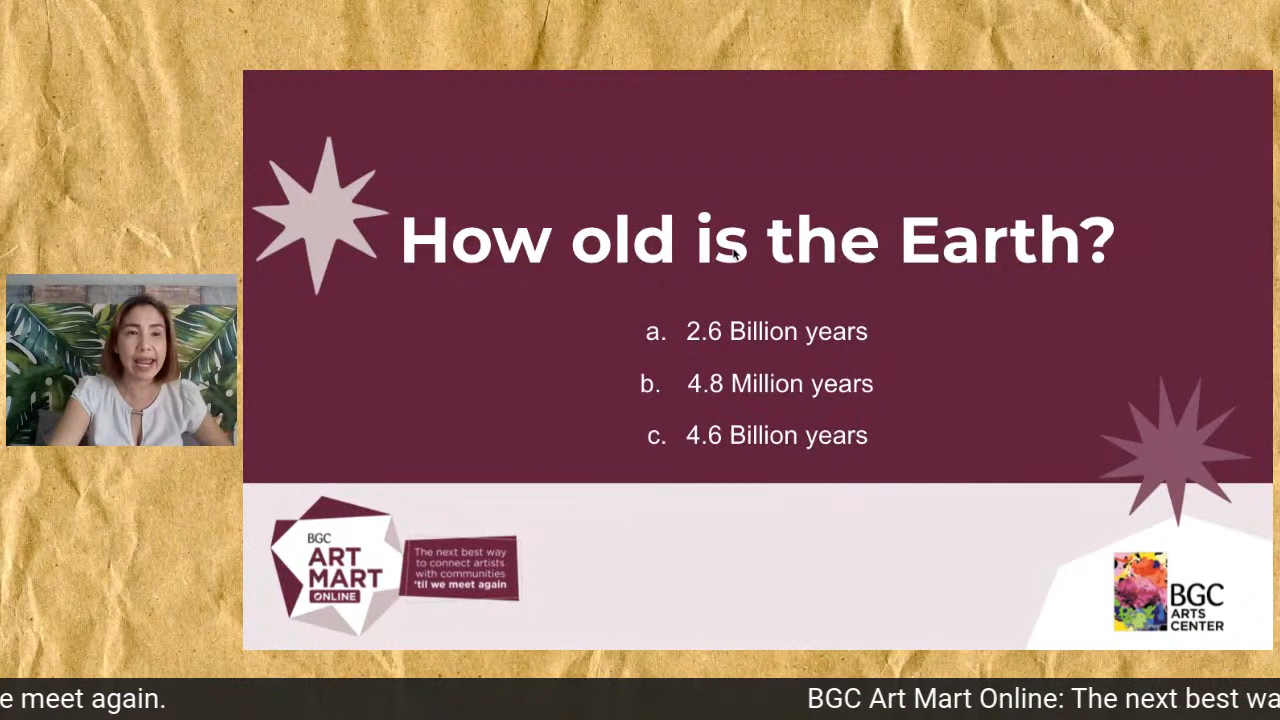 How old is the Earth?
a. 2.6 Billion years
b. 4.8 Million years
c. 4.6 Billion years
BGC
ART
MART
ONLINE
The next best way
to connect artists
with communities
'til we meet again
BGC
ARTS
CENTER
e meet again.
BGC Art Mart Online: The next best wa